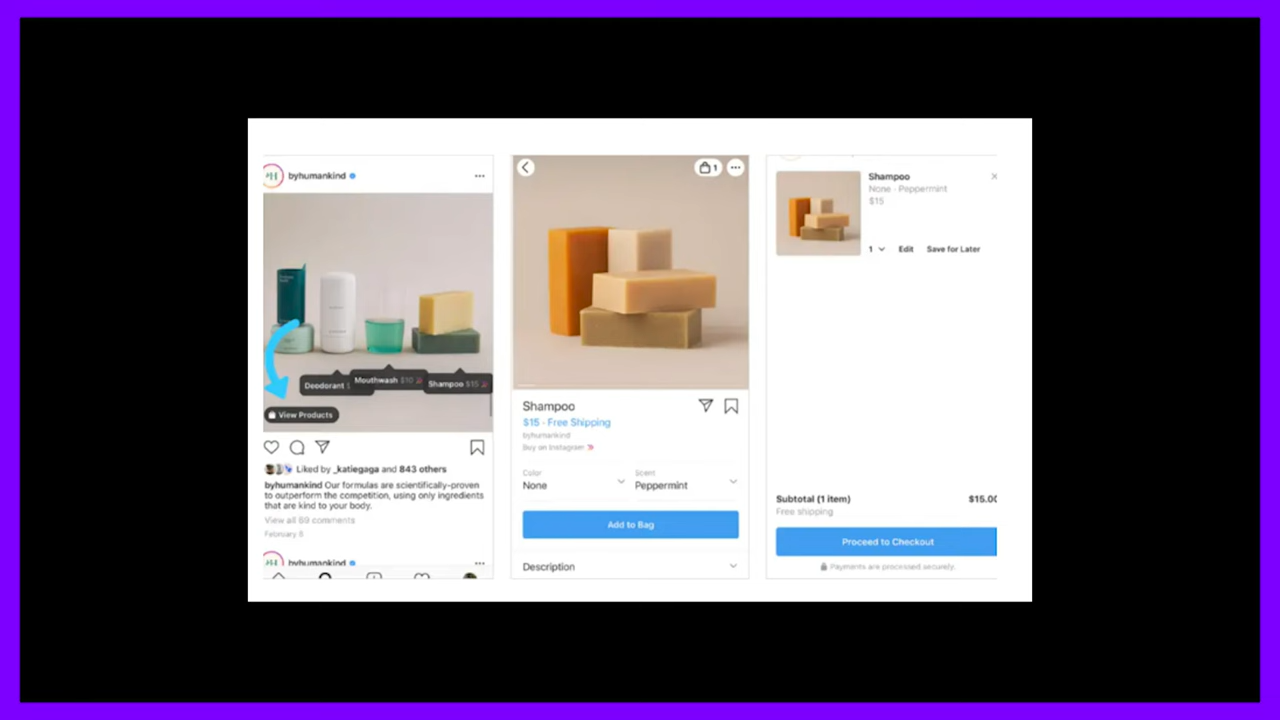 byhumankind
Deodorant
Mouthwash $10
Shampoo $15
View Products
Liked by _katiegaga and 843 others
byhumankind Our formulas are scientifically-proven
to outperform the competition, using only ingredients
that are kind to your body.
View all 69 comments
February 6
byhumankind
1
Shampoo
$15 · Free Shipping
byhumankind
Buy on Instagram
Color
None
Scent
Peppermint
Add to Bag
Description
Shampoo
None · Peppermint
$15
1
Edit
Save for Later
Subtotal (1 item)
$15.00
Free shipping
Proceed to Checkout
Payments are processed securely.